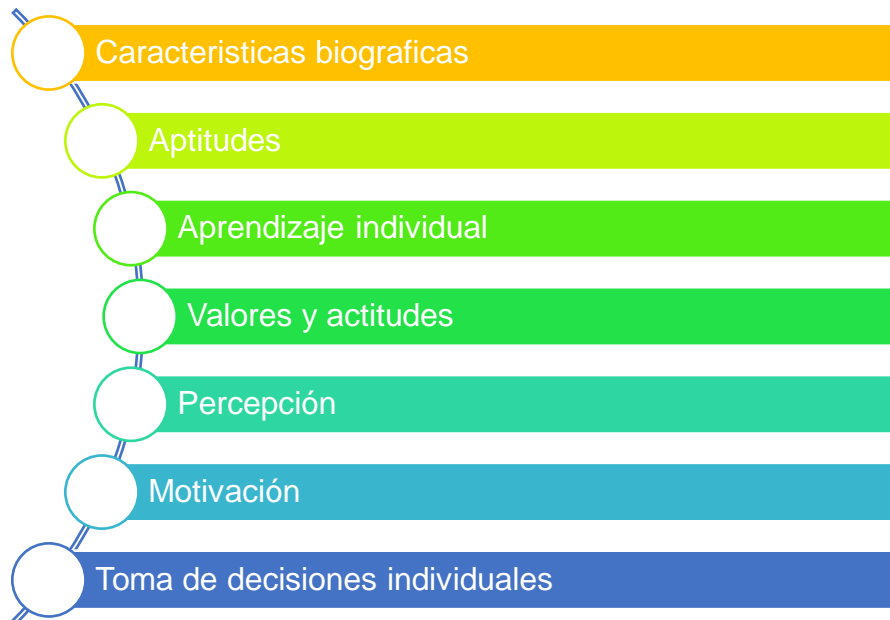 Caracteristicas biograficas
Aptitudes
Aprendizaje individual
Valores y actitudes
Percepción
Motivación
Toma de decisiones individuales